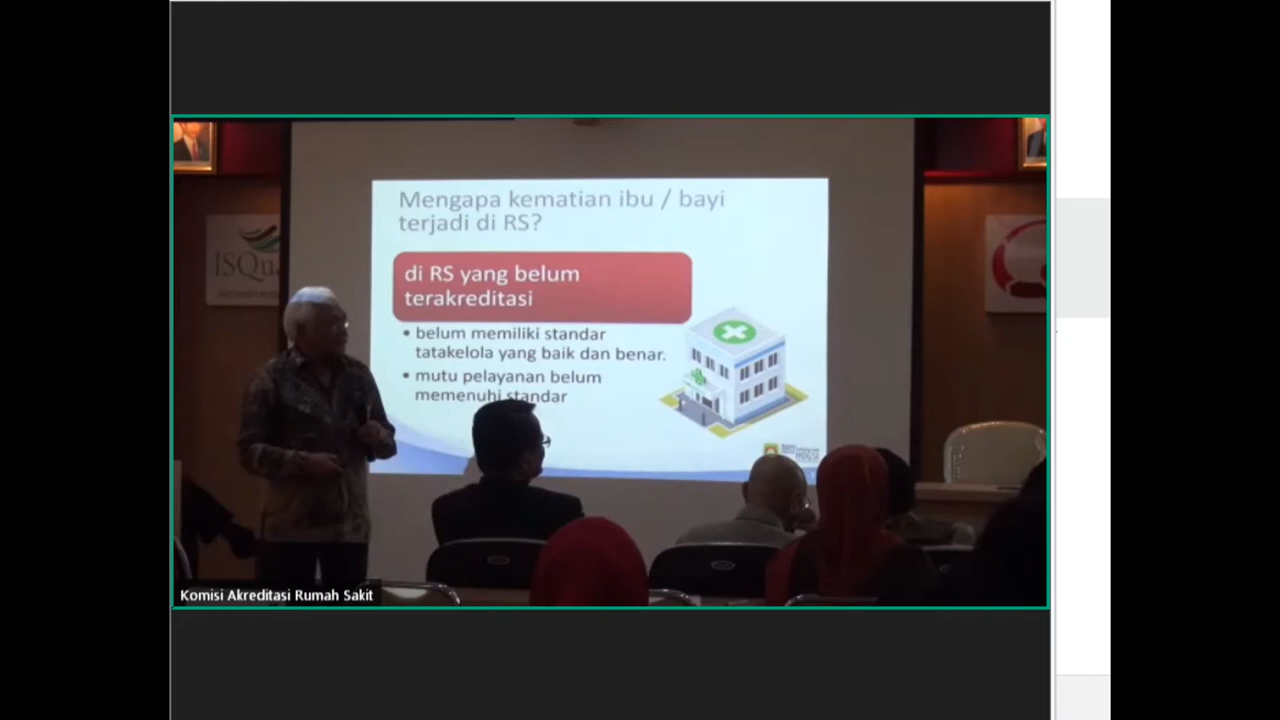 Mengapa kematian ibu / bayi
terjadi di RS?
ISQua
di RS yang belum
terakreditasi
• belum memiliki standar
tatakelola yang baik dan benar.
• mutu pelayanan belum
memenuhi standar
Komisi Akreditasi Rumah Sakit